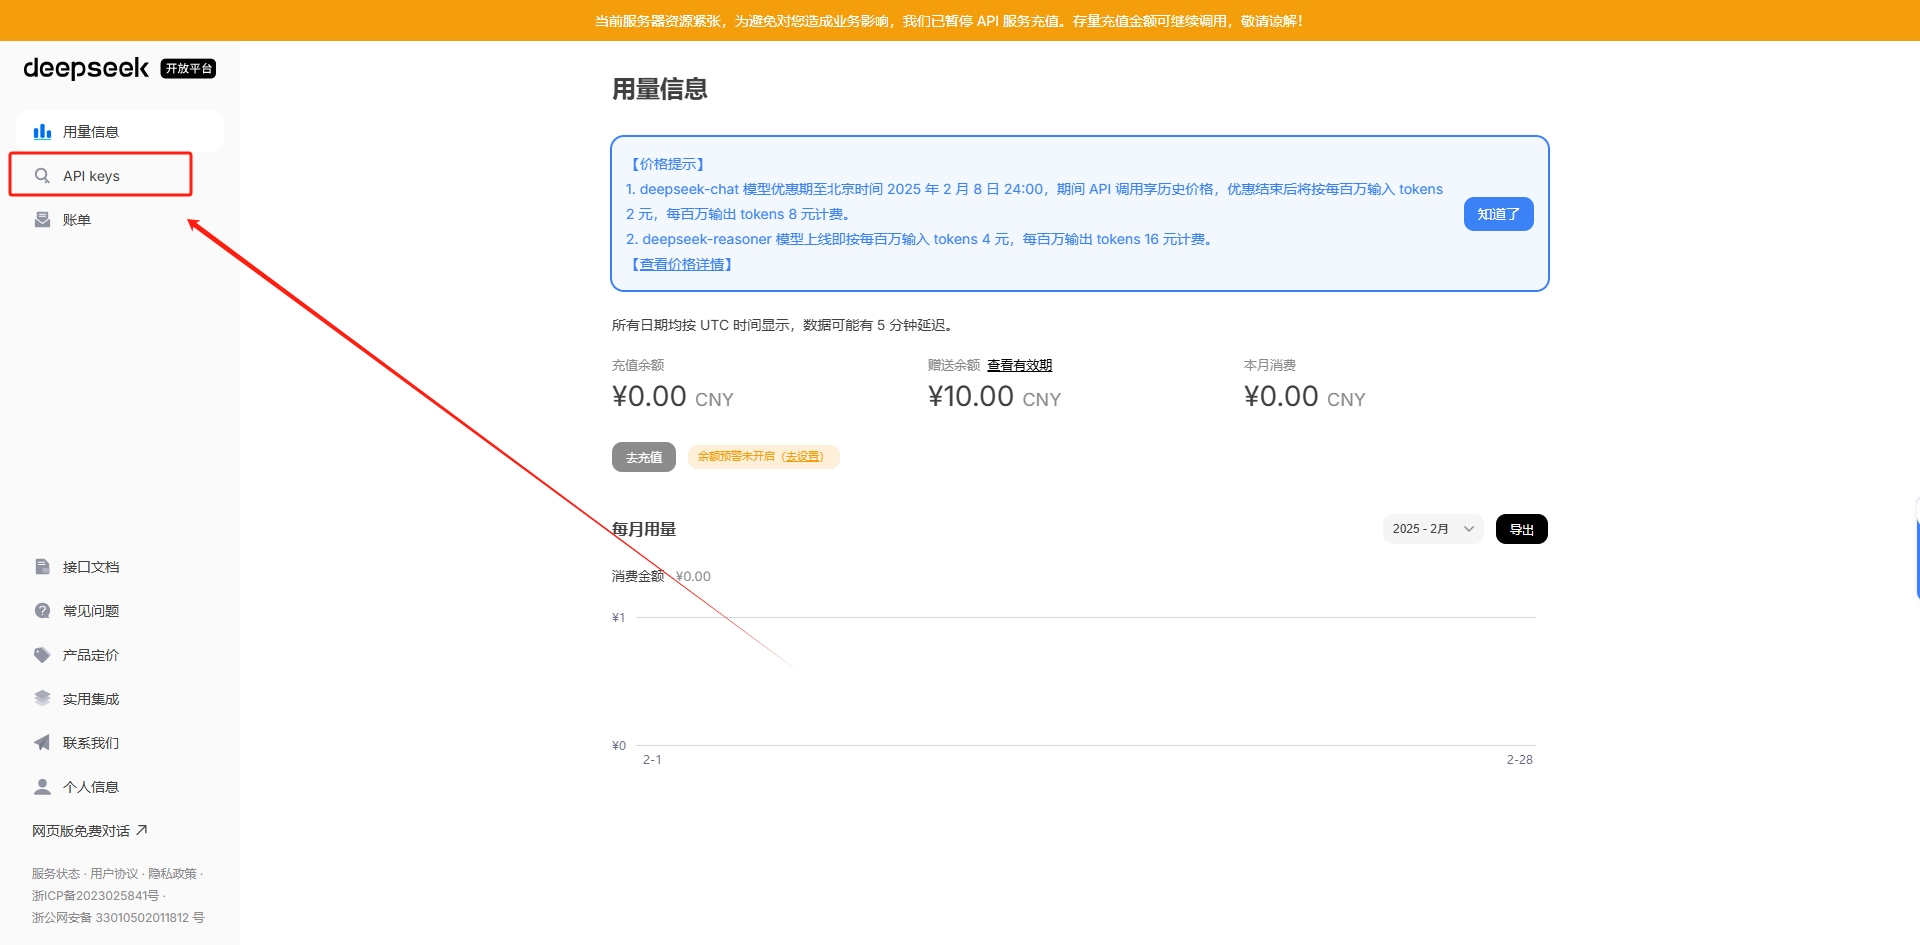 当前服务器资源紧张，为避免对您造成业务影响，我们已暂停 API 服务充值。存量充值金额可继续调用，敬请谅解！
deepseek 开放平台
用量信息
API keys
账单
接口文档
常见问题
产品定价
实用集成
联系我们
个人信息
网页版免费对话
服务状态 · 用户协议 · 隐私政策 ·
浙ICP备2023025841号 ·
浙公网安备 33010502011812 号
用量信息
【价格提示】
1. deepseek-chat 模型优惠期至北京时间 2025 年 2 月 8 日 24:00，期间 API 调用享历史价格，优惠结束后将按每百万输入 tokens
2 元，每百万输出 tokens 8 元计费。
2. deepseek-reasoner 模型上线即按每百万输入 tokens 4 元，每百万输出 tokens 16 元计费。
【查看价格详情】
知道了
所有日期均按 UTC 时间显示，数据可能有 5 分钟延迟。
充值余额
¥0.00 CNY
赠送余额 查看有效期
¥10.00 CNY
本月消费
¥0.00 CNY
去充值
余额预警未开启（去设置）
每月用量
2025 - 2月
导出
消费金额 ¥0.00
¥1
¥0
2-1
2-28